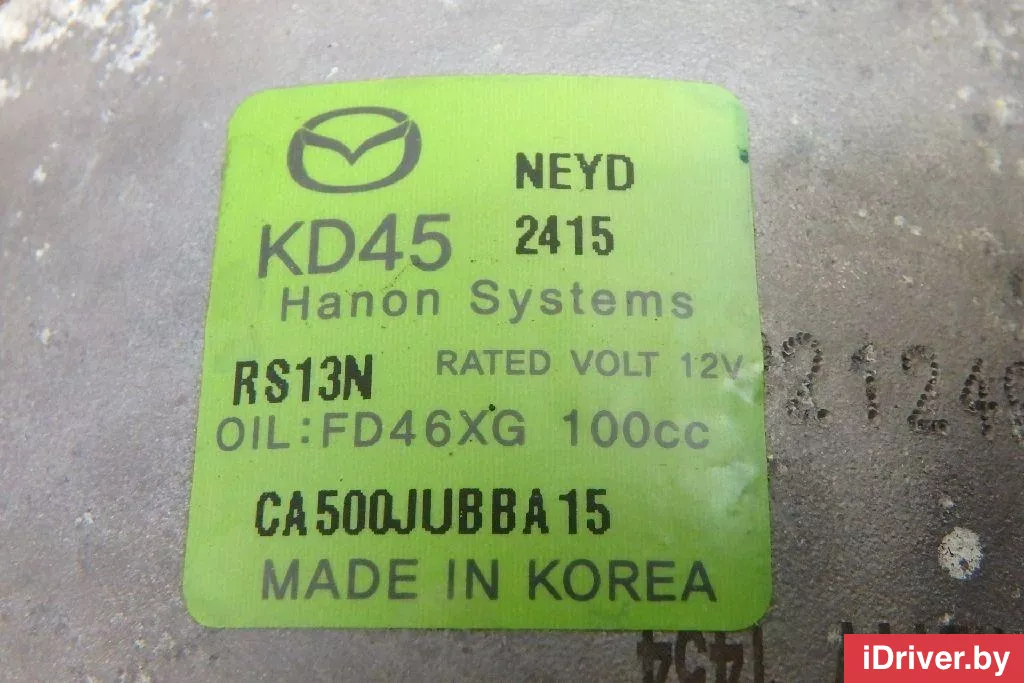 NEYD
KD45 2415
Hanon Systems
RS13N RATED VOLT 12V
OIL:FD46XG 100cc
CA500JUBBA15
MADE IN KOREA
iDriver.by